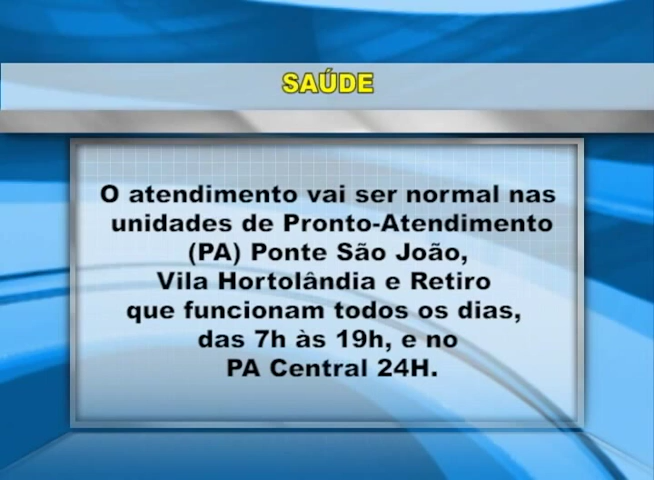 SAÚDE
O atendimento vai ser normal nas
unidades de Pronto-Atendimento
(PA) Ponte São João,
Vila Hortolândia e Retiro
que funcionam todos os dias,
das 7h às 19h, e no
PA Central 24H.